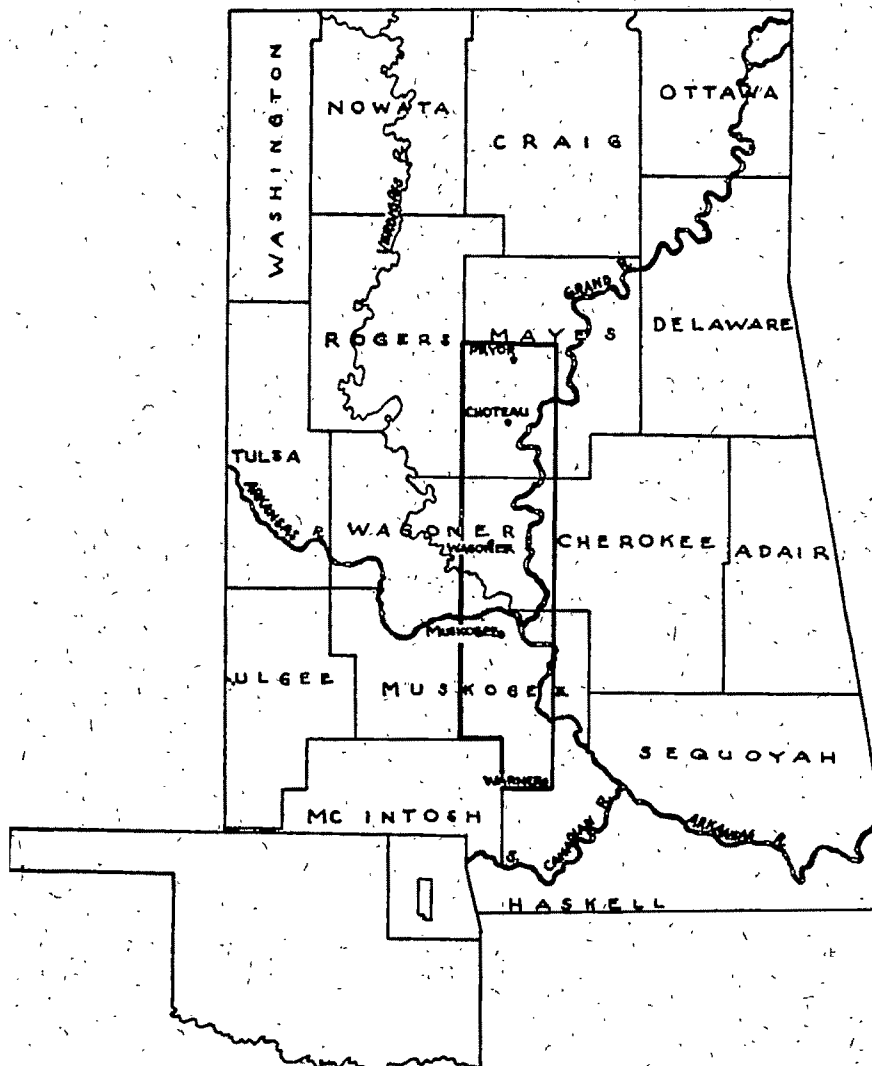 WASHINGTON
NOWATA
OTTAWA
CRAIG
VERDIGRIS R.
GRAND R.
ROGERS
MAYES
DELAWARE
PRYOR
CHOTEAU
TULSA
ARKANSAS R.
WAGONER
WAGONER
CHEROKEE
ADAIR
MUSKOGEE
ULGEE
MUSKOGEE
SEQUOYAH
WARNER
MC INTOSH
S. CANADIAN R.
ARKANSAS R.
HASKELL